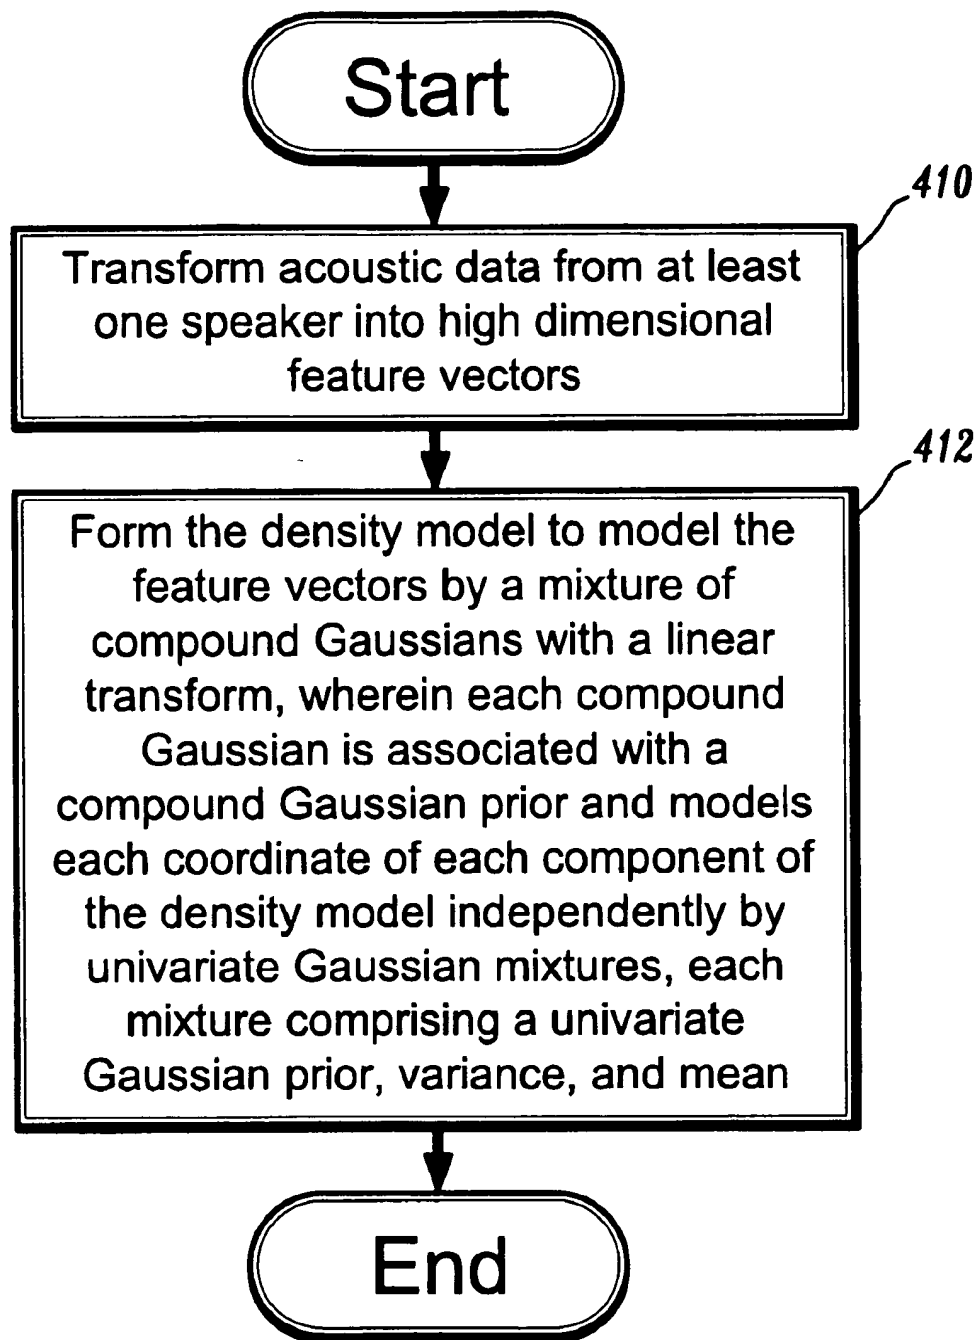 Start
410
Transform acoustic data from at least
one speaker into high dimensional
feature vectors
412
Form the density model to model the
feature vectors by a mixture of
compound Gaussians with a linear
transform, wherein each compound
Gaussian is associated with a
compound Gaussian prior and models
each coordinate of each component of
the density model independently by
univariate Gaussian mixtures, each
mixture comprising a univariate
Gaussian prior, variance, and mean
End